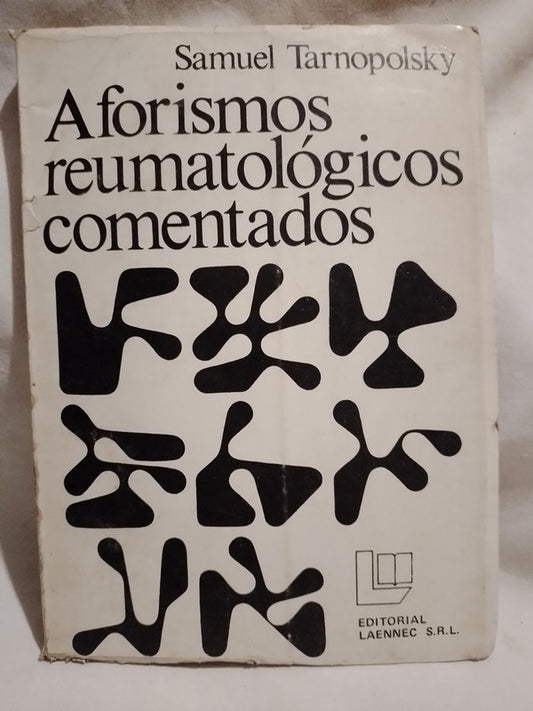 Samuel Tarnopolsky
Aforismos
reumatológicos
comentados
EDITORIAL
LAENNEC S.R.L.